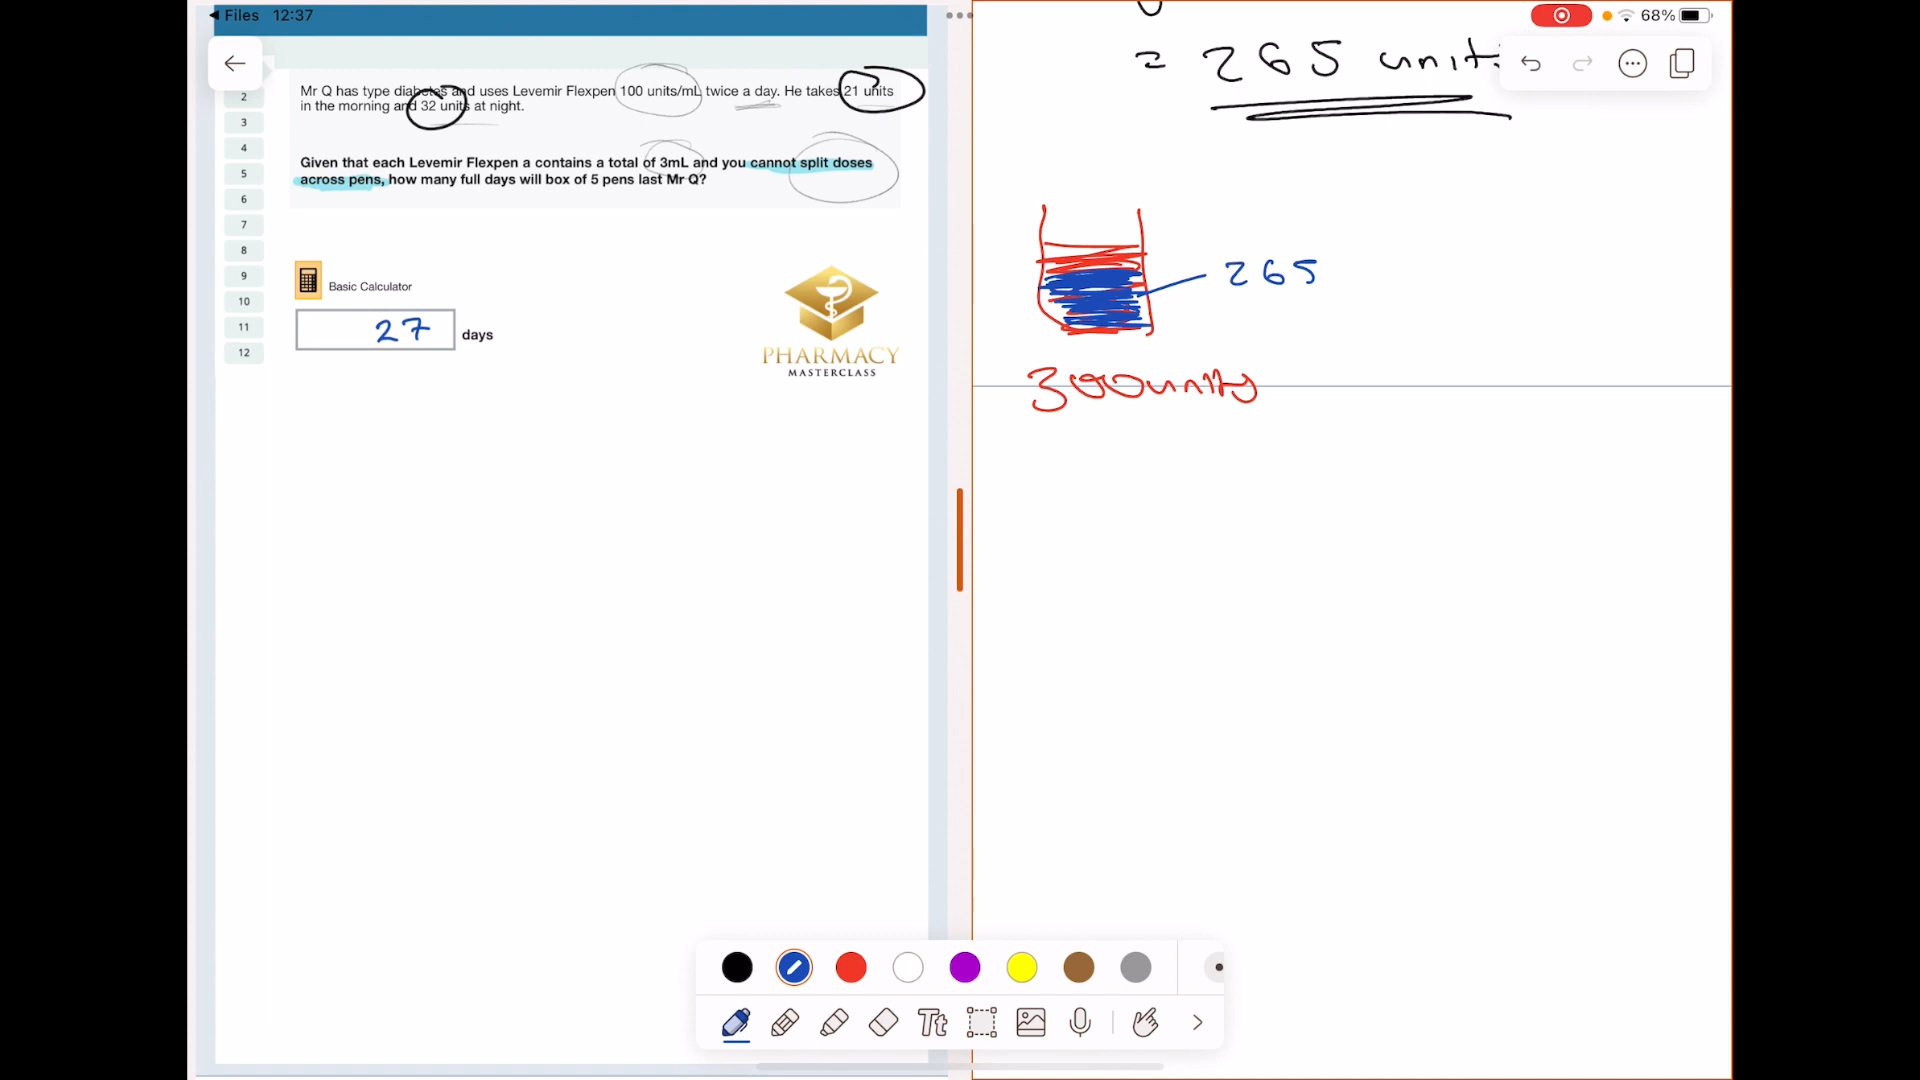 Files 12:37
68%
2
3
4
5
6
7
8
9
10
11
12
Mr Q has type diabetes and uses Levemir Flexpen 100 units/mL twice a day. He takes 21 units
in the morning and 32 units at night.
Given that each Levemir Flexpen a contains a total of 3mL and you cannot split doses
across pens, how many full days will box of 5 pens last Mr Q?
Basic Calculator
27 days
PHARMACY
MASTERCLASS
= 265 units
265
300units
Tt